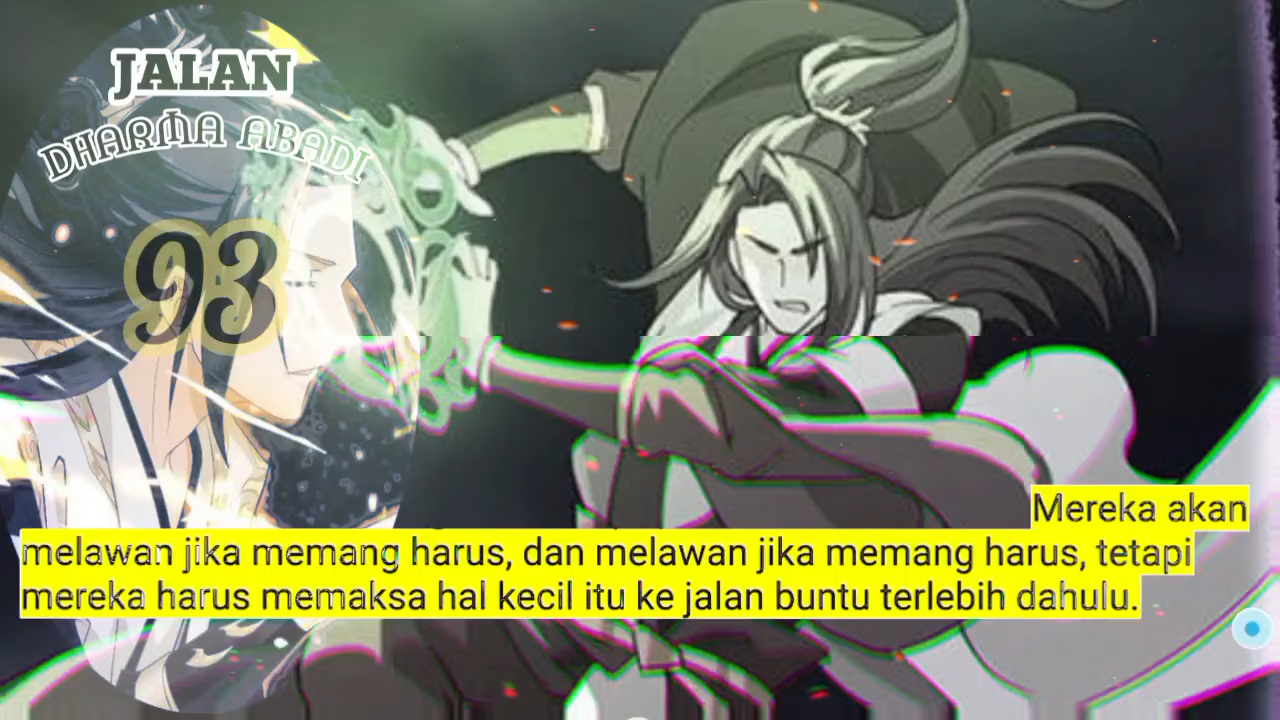 JALAN
DHARMA ABADI
93
Mereka akan
melawan jika memang harus, dan melawan jika memang harus, tetapi
mereka harus memaksa hal kecil itu ke jalan buntu terlebih dahulu.